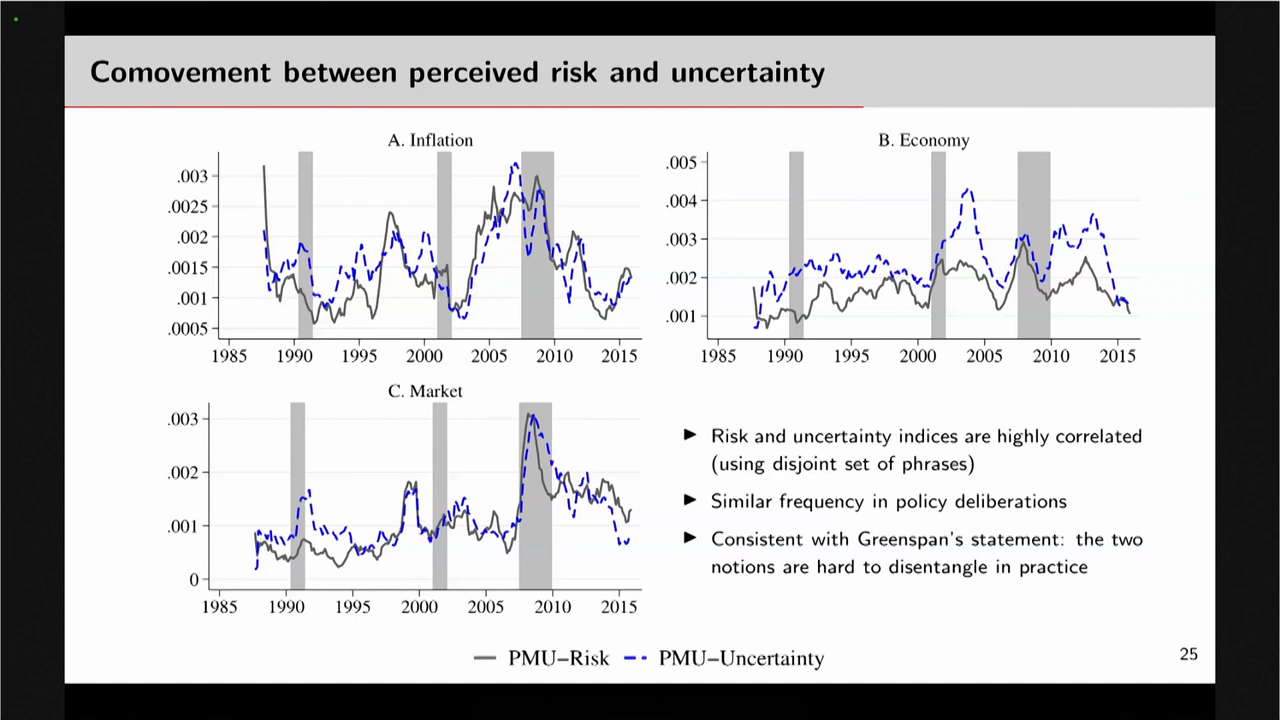 Comovement between perceived risk and uncertainty
A. Inflation
.003
.0025
.002
.0015
.001
.0005
1985 1990 1995 2000 2005 2010 2015
B. Economy
.005
.004
.003
.002
.001
1985 1990 1995 2000 2005 2010 2015
C. Market
.003
.002
.001
0
1985 1990 1995 2000 2005 2010 2015
► Risk and uncertainty indices are highly correlated
(using disjoint set of phrases)
► Similar frequency in policy deliberations
► Consistent with Greenspan's statement: the two
notions are hard to disentangle in practice
PMU–Risk PMU–Uncertainty
25